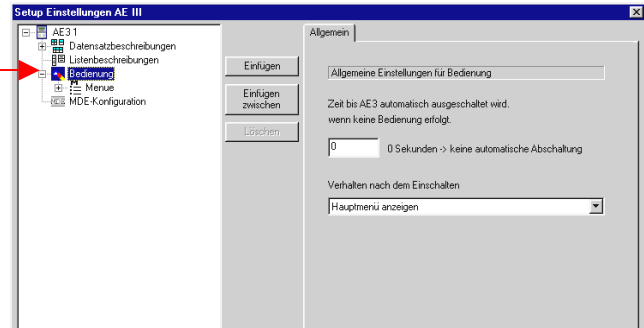 Setup Einstellungen AE III
AE3 1
Datensatzbeschreibungen
Listenbeschreibungen
Bedienung
Menue
MDE-Konfiguration
Einfügen
Einfügen
zwischen
Löschen
Allgemein
Allgemeine Einstellungen für Bedienung
Zeit bis AE3 automatisch ausgeschaltet wird.
wenn keine Bedienung erfolgt.
0 0 Sekunden -> keine automatische Abschaltung
Verhalten nach dem Einschalten
Hauptmenü anzeigen